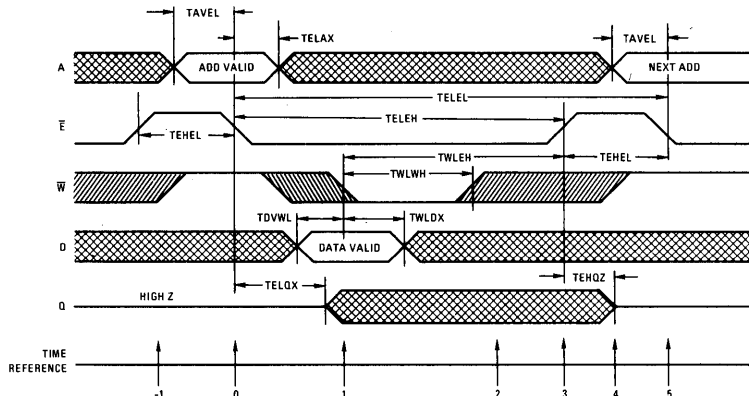 TAVEL
TELAX
TAVEL
A
ADD VALID
NEXT ADD
TELEL
E
TELEH
TEHEL
TWLEH
TEHEL
TWLWH
W
TDVWL
TWLDX
D
DATA VALID
TELQX
TEHQZ
HIGH Z
Q
TIME
REFERENCE
-1 0 1 2 3 4 5